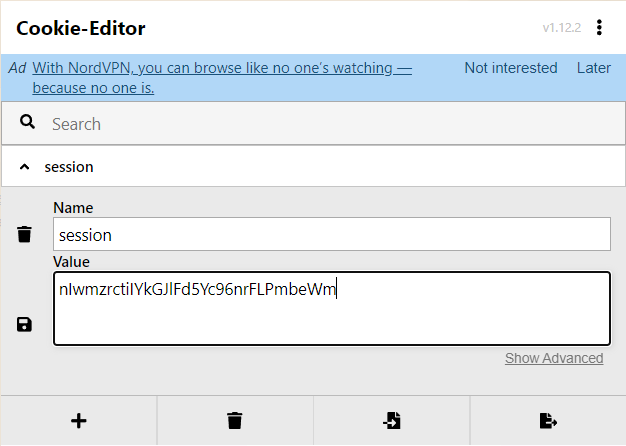 Cookie-Editor
v1.12.2
Ad With NordVPN, you can browse like no one's watching —
because no one is.
Not interested
Later
Search
session
Name
session
Value
nIwmzrctiIYkGJlFd5Yc96nrFLPmbeWm
Show Advanced